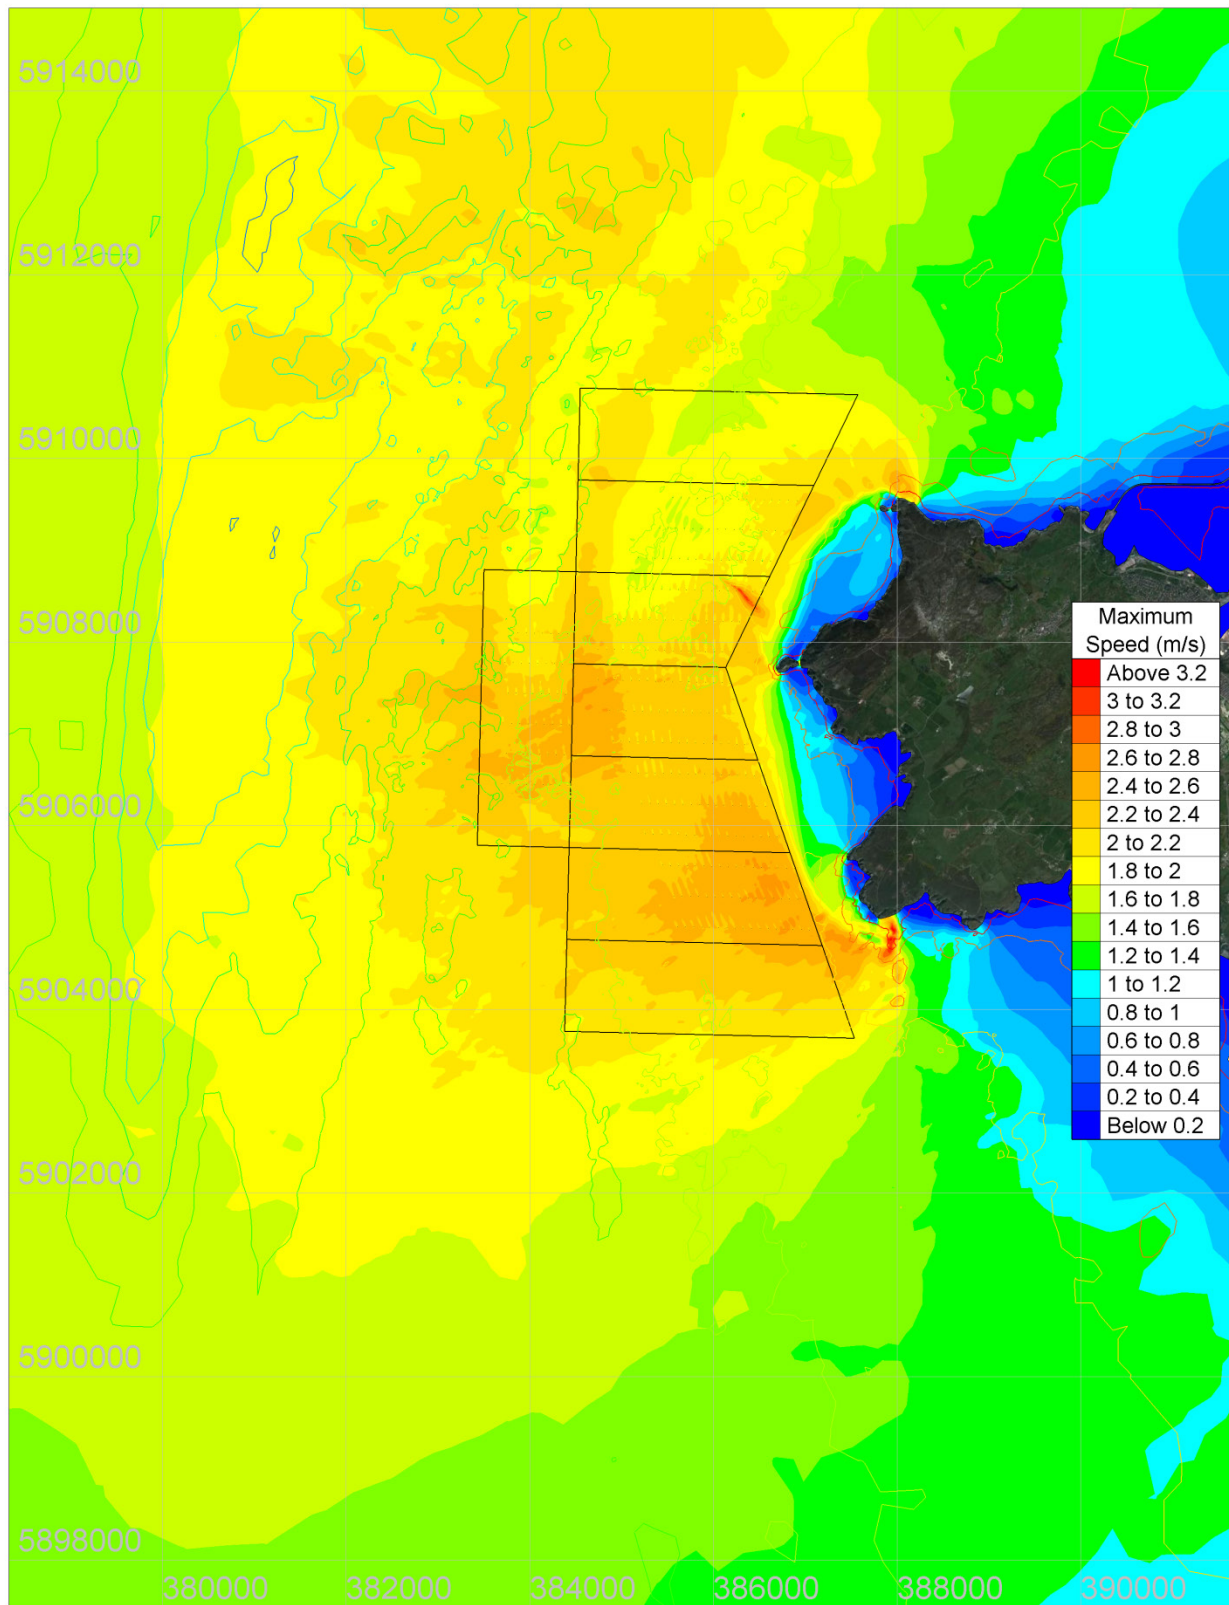 5914000
5912000
5910000
5908000
5906000
5904000
5902000
5900000
5898000
380000
382000
384000
386000
388000
390000
Maximum
Speed (m/s)
Above 3.2
3 to 3.2
2.8 to 3
2.6 to 2.8
2.4 to 2.6
2.2 to 2.4
2 to 2.2
1.8 to 2
1.6 to 1.8
1.4 to 1.6
1.2 to 1.4
1 to 1.2
0.8 to 1
0.6 to 0.8
0.4 to 0.6
0.2 to 0.4
Below 0.2